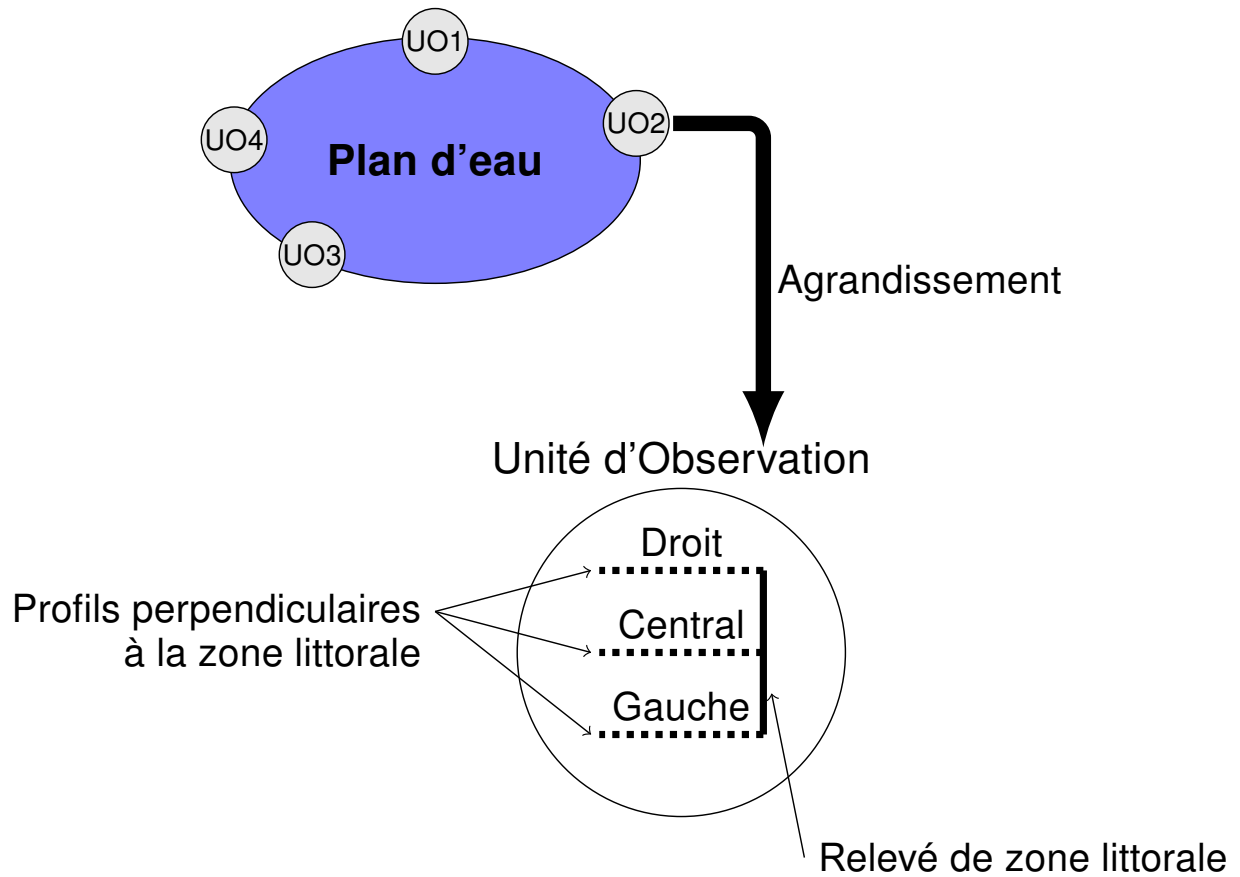 UO1
UO2
UO4
Plan d'eau
UO3
Agrandissement
Unité d'Observation
Droit
Profils perpendiculaires
à la zone littorale
Central
Gauche
Relevé de zone littorale